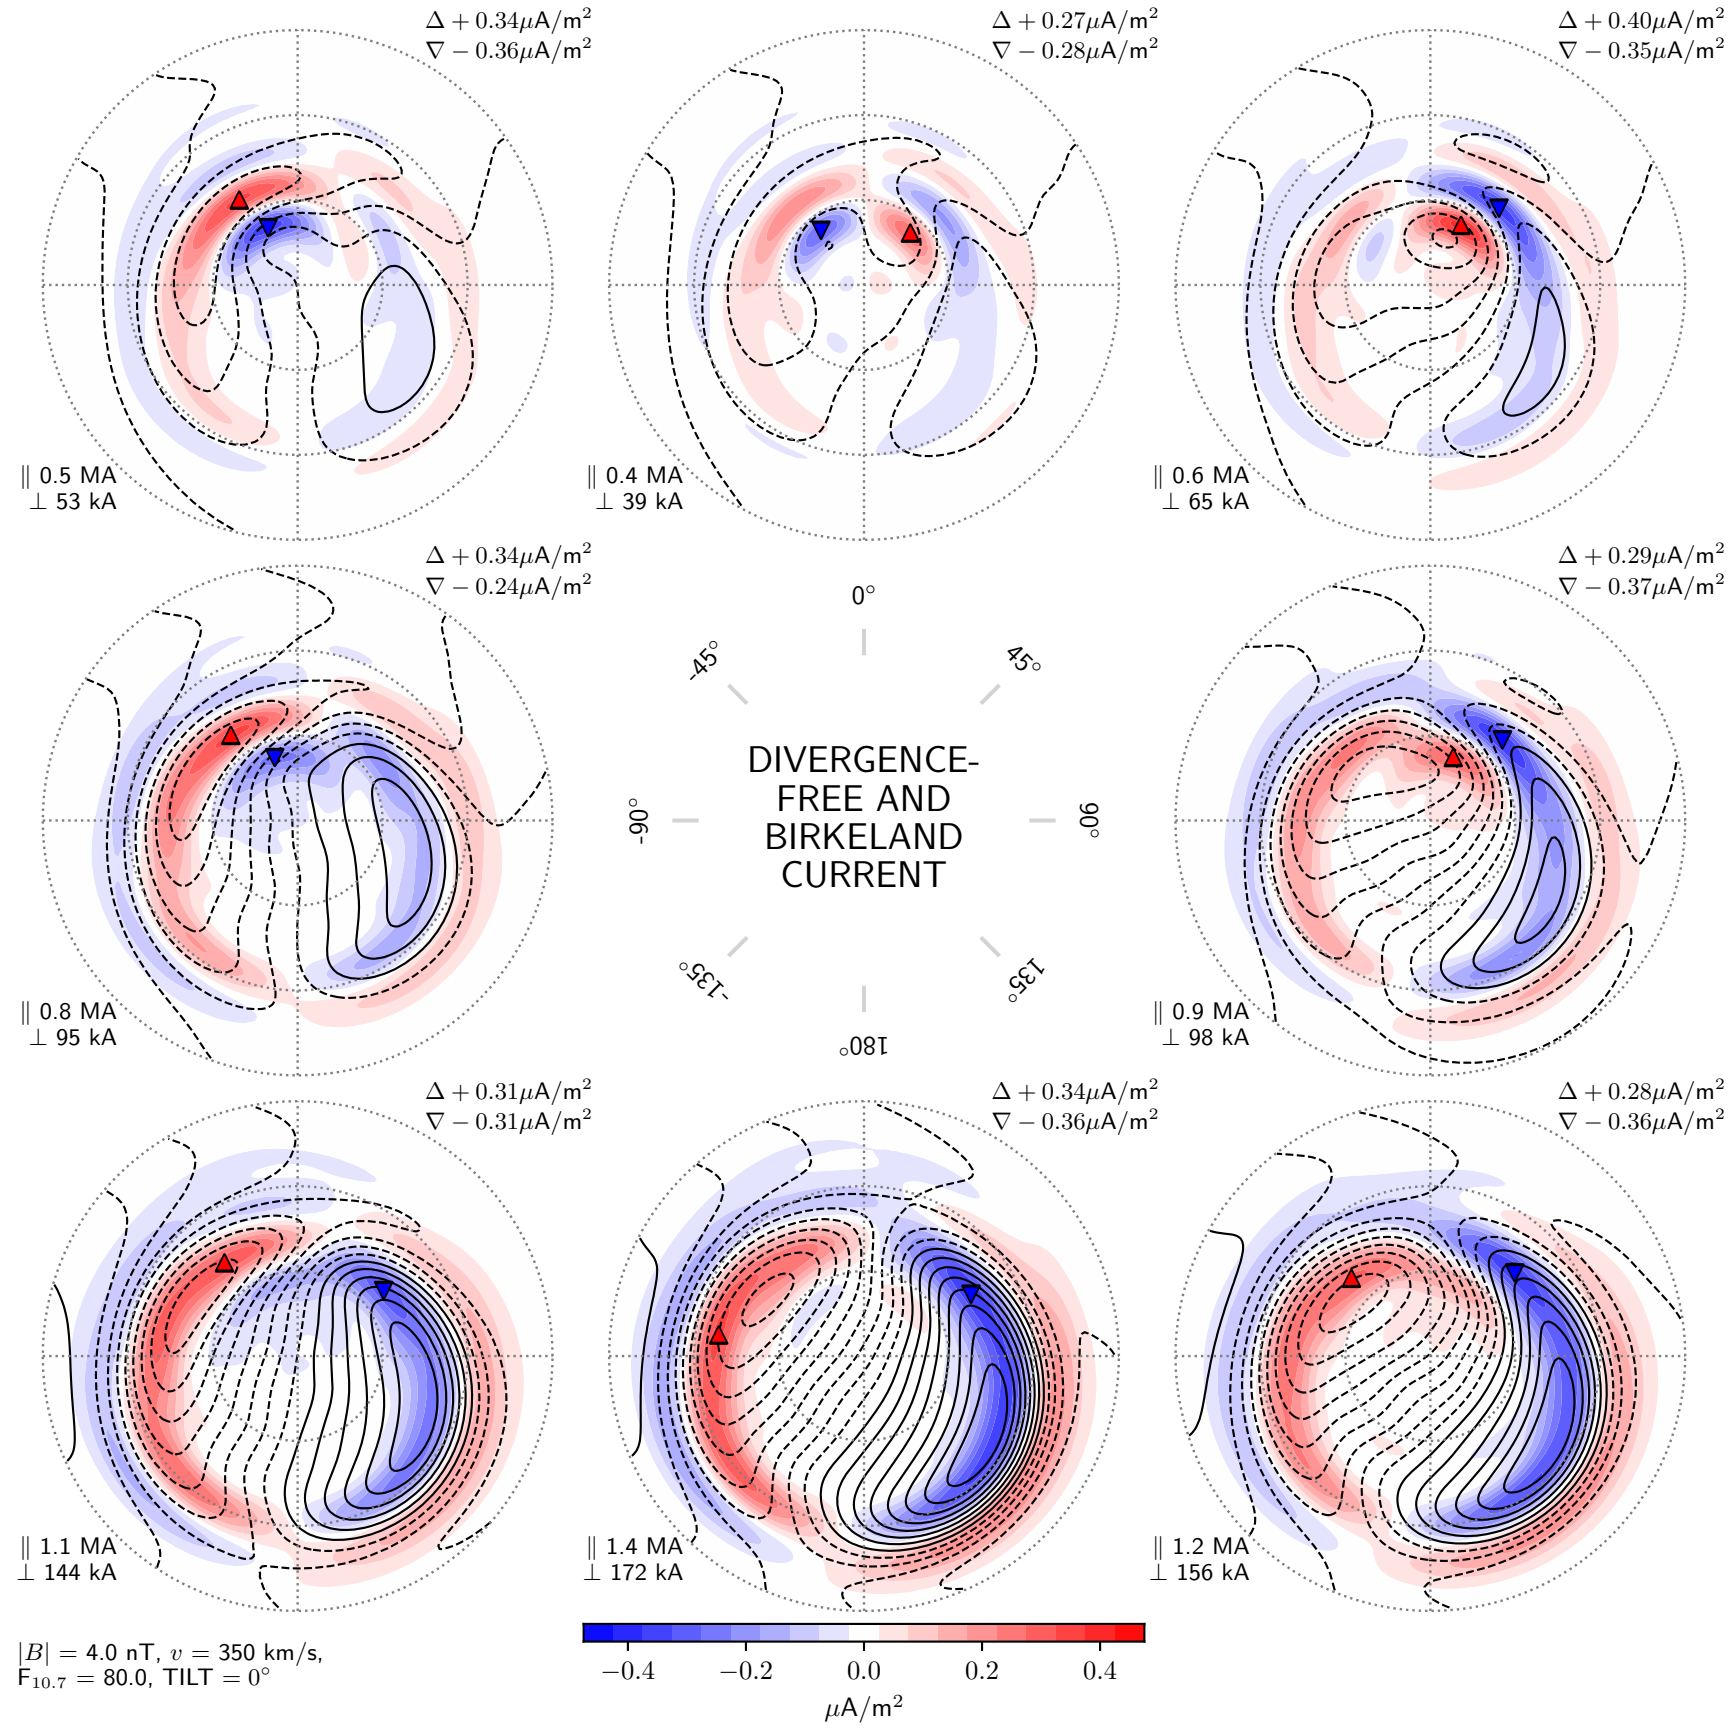 Δ + 0.34μA/m²
∇ − 0.36μA/m²
Δ + 0.27μA/m²
∇ − 0.28μA/m²
Δ + 0.40μA/m²
∇ − 0.35μA/m²
∥ 0.5 MA
⊥ 53 kA
∥ 0.4 MA
⊥ 39 kA
∥ 0.6 MA
⊥ 65 kA
Δ + 0.34μA/m²
∇ − 0.24μA/m²
Δ + 0.29μA/m²
∇ − 0.37μA/m²
0°
-45°
45°
DIVERGENCE-
FREE AND
BIRKELAND
CURRENT
-90°
90°
-135°
135°
180°
∥ 0.8 MA
⊥ 95 kA
∥ 0.9 MA
⊥ 98 kA
Δ + 0.31μA/m²
∇ − 0.31μA/m²
Δ + 0.34μA/m²
∇ − 0.36μA/m²
Δ + 0.28μA/m²
∇ − 0.36μA/m²
∥ 1.1 MA
⊥ 144 kA
∥ 1.4 MA
⊥ 172 kA
∥ 1.2 MA
⊥ 156 kA
|B| = 4.0 nT, v = 350 km/s,
F₁₀.₇ = 80.0, TILT = 0°
−0.4 −0.2 0.0 0.2 0.4
μA/m²